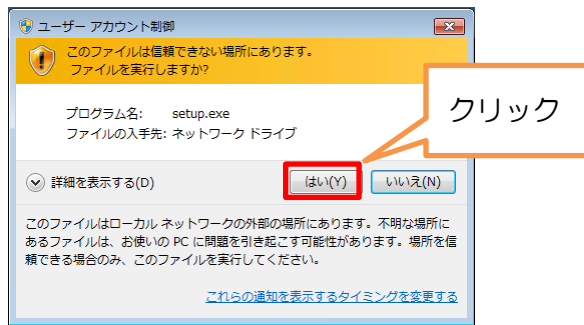 ユーザー アカウント制御
このファイルは信頼できない場所にあります。
ファイルを実行しますか?
クリック
プログラム名: setup.exe
ファイルの入手先: ネットワーク ドライブ
詳細を表示する(D)
はい(Y)
いいえ(N)
このファイルはローカル ネットワークの外部の場所にあります。不明な場所に
あるファイルは、お使いの PC に問題を引き起こす可能性があります。場所を信
頼できる場合のみ、このファイルを実行してください。
これらの通知を表示するタイミングを変更する